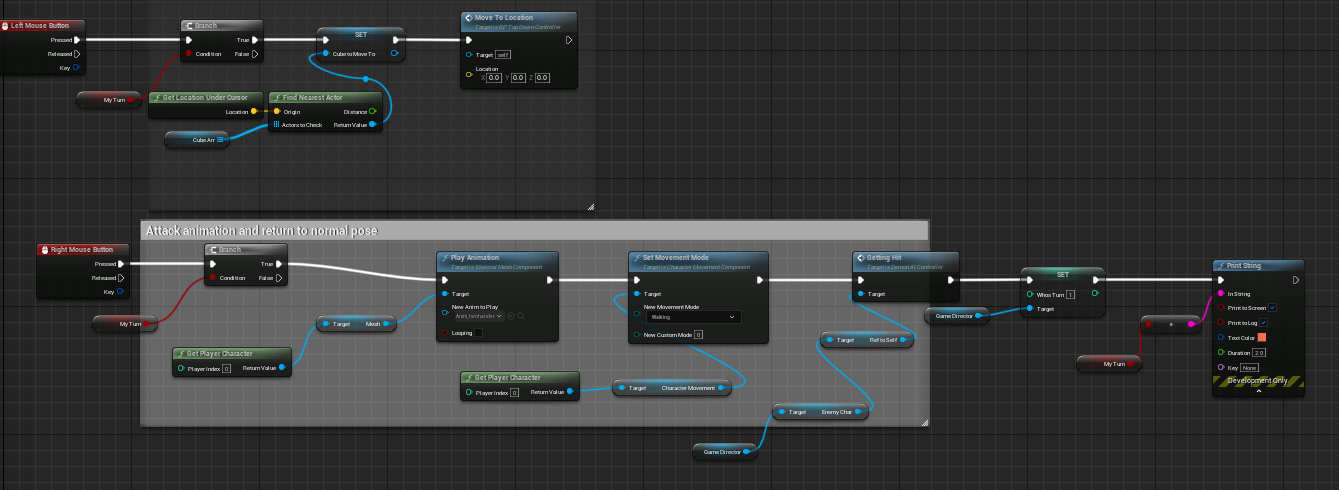 Left Mouse Button
Pressed
Released
Key
My Turn
Branch
Condition
True
False
Get Location Under Cursor
Location
Cube Arr
Find Nearest Actor
Origin
Actors to Check
Distance
Return Value
SET
Cube to Move To
Move To Location
Target is BP Top Down Controller
Target self
Location
X 0.0 Y 0.0 Z 0.0
Attack animation and return to normal pose
Right Mouse Button
Pressed
Released
Key
My Turn
Branch
Condition
True
False
Get Player Character
Player Index 0
Return Value
Target Mesh
Play Animation
Target is Skeletal Mesh Component
Target
New Anim to Play
Looping
Get Player Character
Player Index 0
Return Value
Target Character Movement
Set Movement Mode
Target is Character Movement Component
Target
New Movement Mode
Walking
New Custom Mode 0
Game Director
Target Enemy Char
Target Ref to Self
Getting Hit
Target is Demon AI Controller
Target
Game Director
SET
Whos Turn 1
Target
My Turn
Print String
In String
Print to Screen
Print to Log
Text Color
Duration 2.0
Key None
Development Only